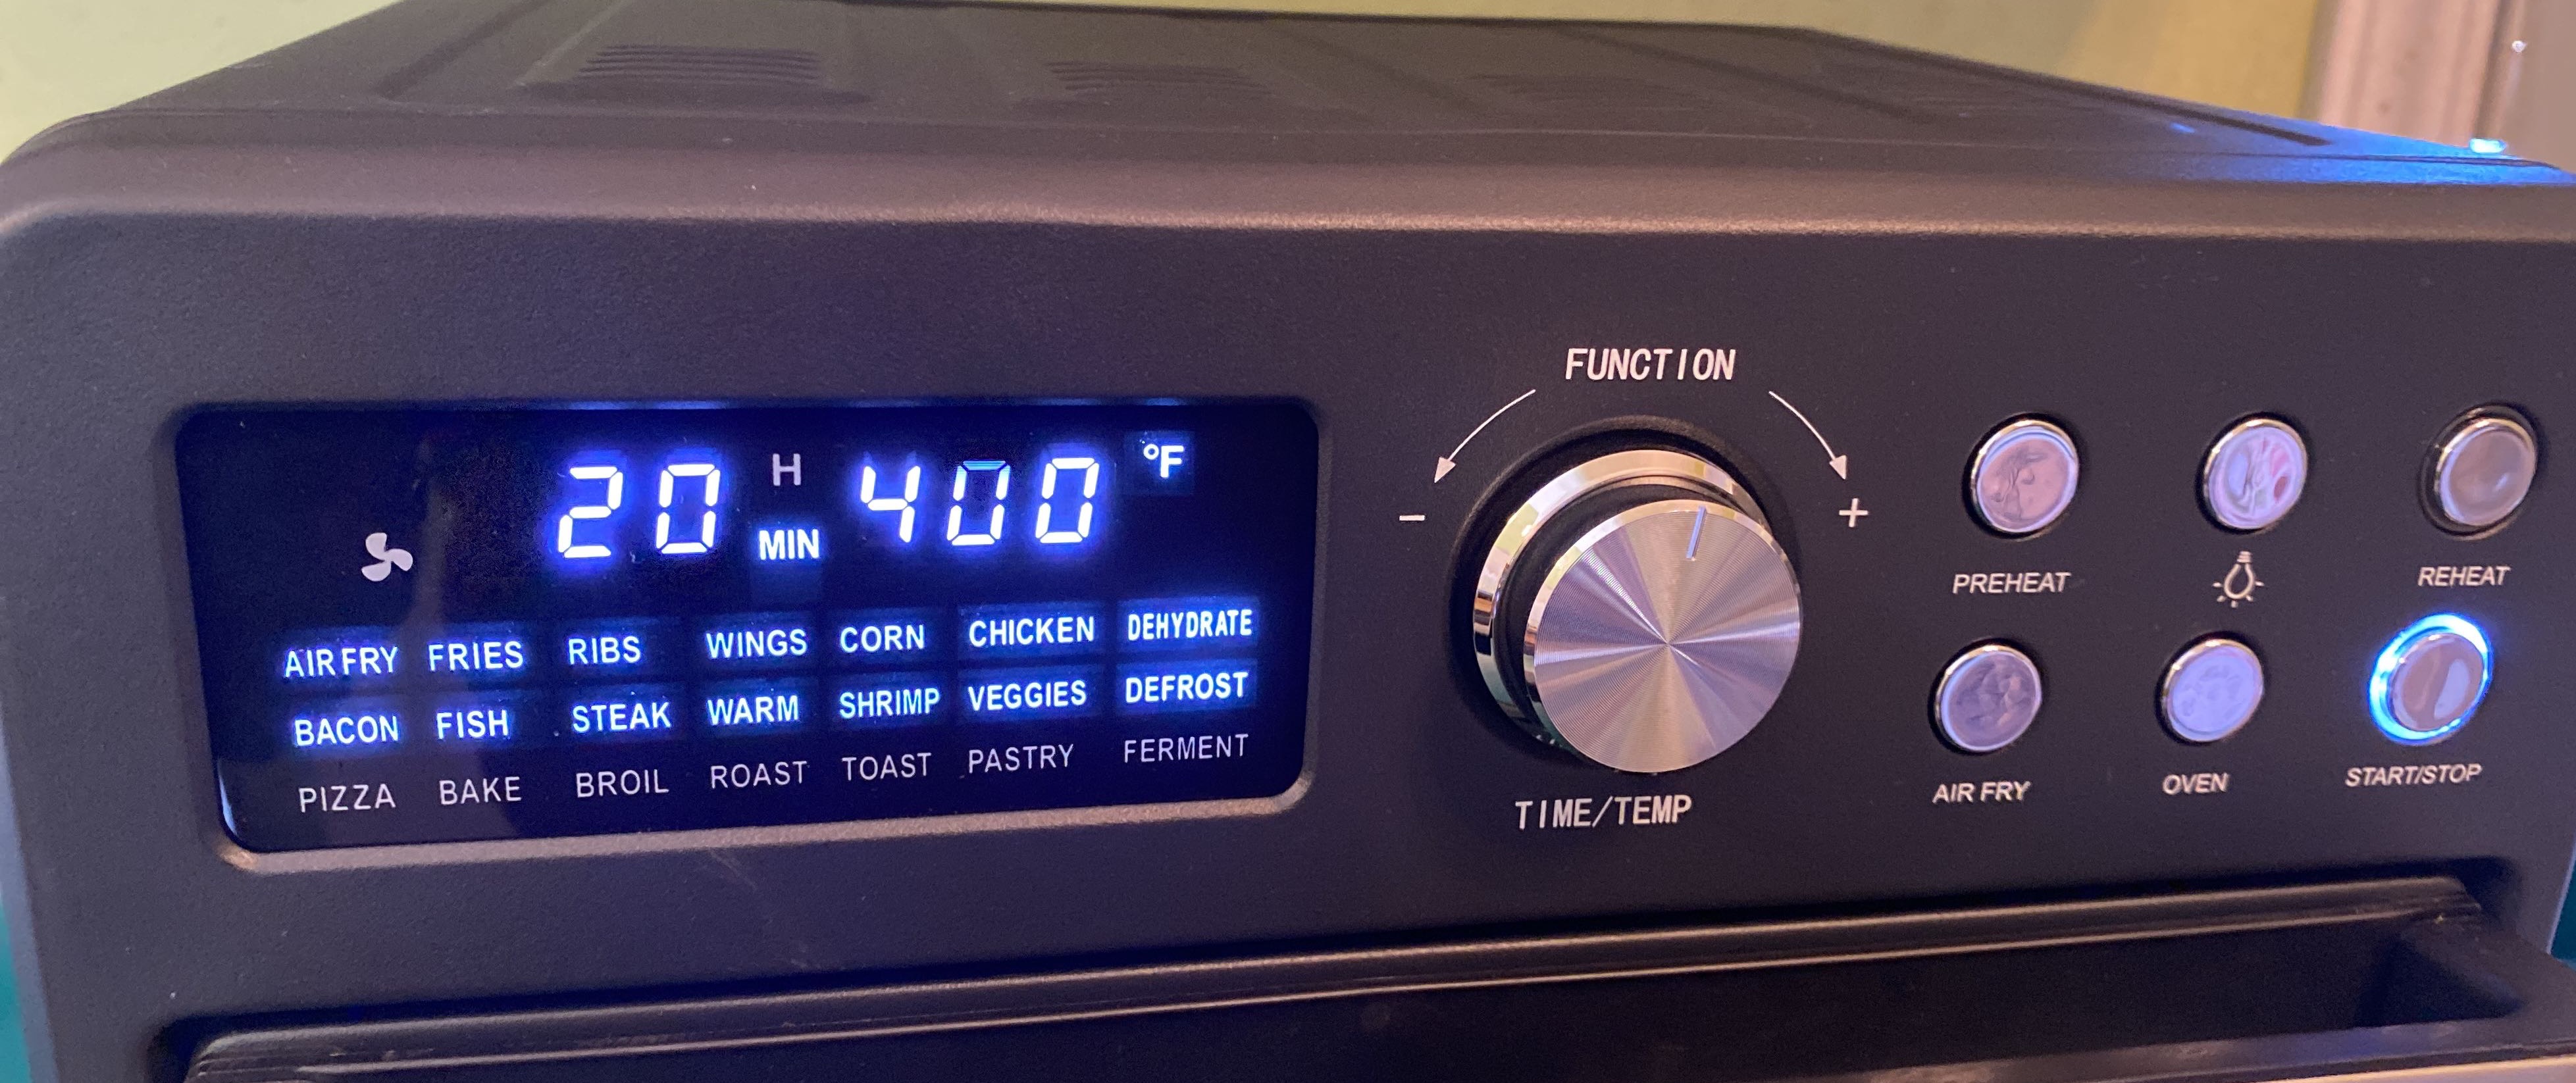 20 H MIN 400 °F
AIR FRY FRIES RIBS WINGS CORN CHICKEN DEHYDRATE
BACON FISH STEAK WARM SHRIMP VEGGIES DEFROST
PIZZA BAKE BROIL ROAST TOAST PASTRY FERMENT
FUNCTION
- +
TIME/TEMP
PREHEAT REHEAT
AIR FRY OVEN START/STOP